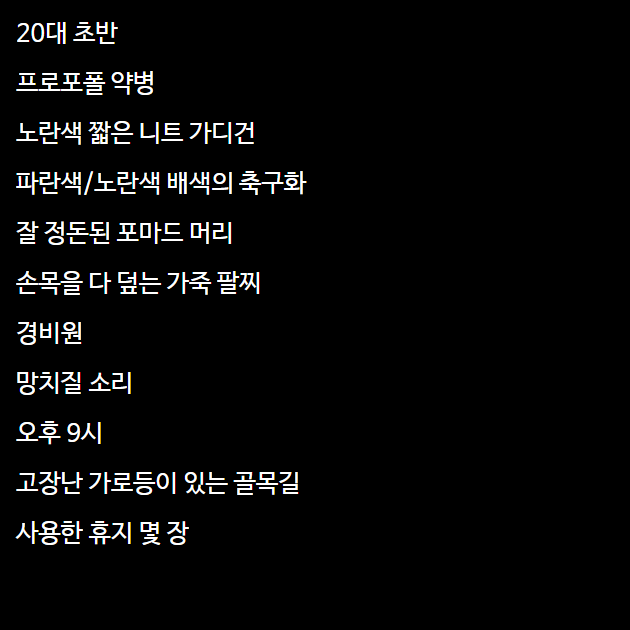 20대 초반
프로포폴 약병
노란색 짧은 니트 가디건
파란색/노란색 배색의 축구화
잘 정돈된 포마드 머리
손목을 다 덮는 가죽 팔찌
경비원
망치질 소리
오후 9시
고장난 가로등이 있는 골목길
사용한 휴지 몇 장